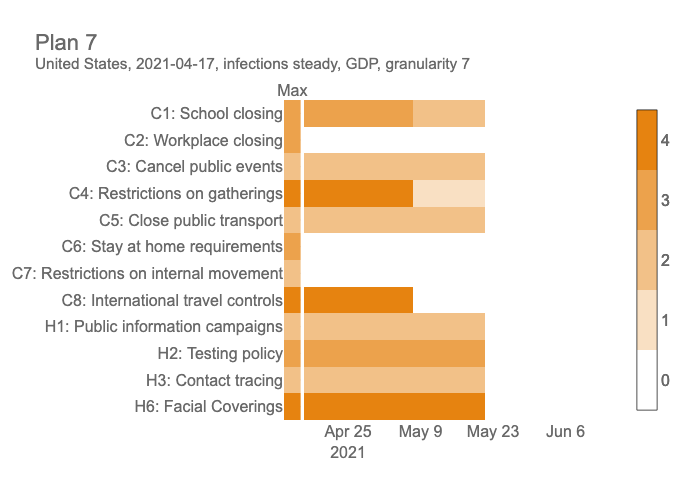 Plan 7
United States, 2021-04-17, infections steady, GDP, granularity 7
Max
C1: School closing
C2: Workplace closing
C3: Cancel public events
C4: Restrictions on gatherings
C5: Close public transport
C6: Stay at home requirements
C7: Restrictions on internal movement
C8: International travel controls
H1: Public information campaigns
H2: Testing policy
H3: Contact tracing
H6: Facial Coverings
Apr 25 May 9 May 23 Jun 6
2021
4
3
2
1
0